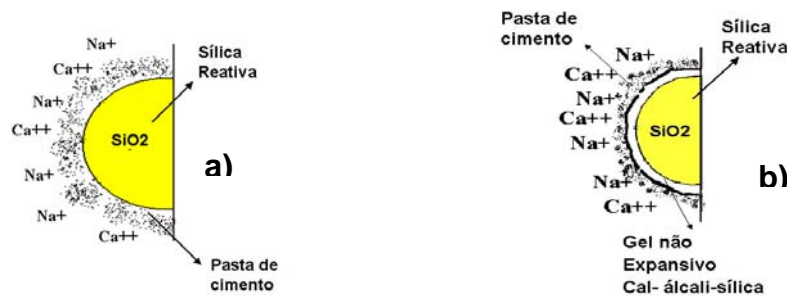 Na+
Ca++
Na+
Ca++
Na+
Na+
Ca++
Sílica
Reativa
SiO2
a)
Pasta de
cimento
Pasta de
cimento
Na+
Ca++
Na+
Ca++
Na+
Na+
Ca++
Sílica
Reativa
SiO2
b)
Gel não
Expansivo
Cal- álcali-sílica